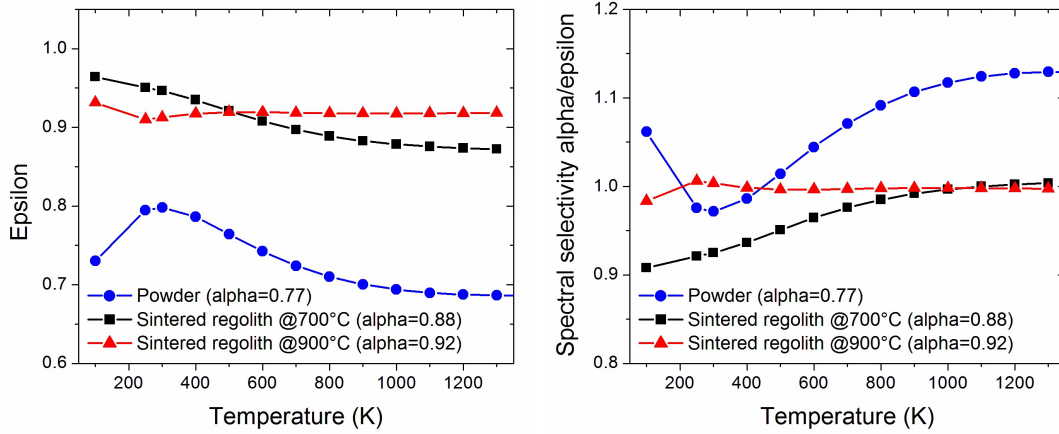 Epsilon
1.0
0.9
0.8
0.7
0.6
Powder (alpha=0.77)
Sintered regolith @700°C (alpha=0.88)
Sintered regolith @900°C (alpha=0.92)
200 400 600 800 1000 1200
Temperature (K)
Spectral selectivity alpha/epsilon
1.2
1.1
1.0
0.9
0.8
Powder (alpha=0.77)
Sintered regolith @700°C (alpha=0.88)
Sintered regolith @900°C (alpha=0.92)
200 400 600 800 1000 1200
Temperature (K)